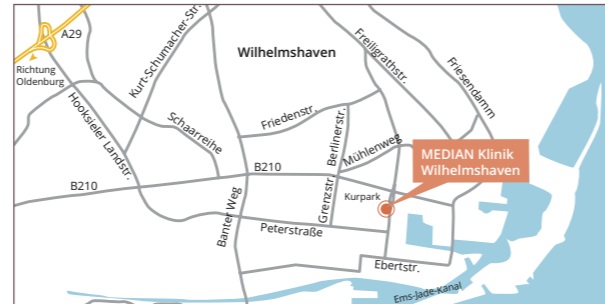 A29
Richtung
Oldenburg
Kurt-Schumacher-Str.
Wilhelmshaven
Freiligrathstr.
Friesendamm
Hooksieler Landstr.
Schaarreihe
Friedenstr.
Berlinerstr.
Mühlenweg
MEDIAN Klinik
Wilhelmshaven
B210
B210
Kurpark
Grenzstr.
Banter Weg
Peterstraße
Ebertstr.
Ems-Jade-Kanal